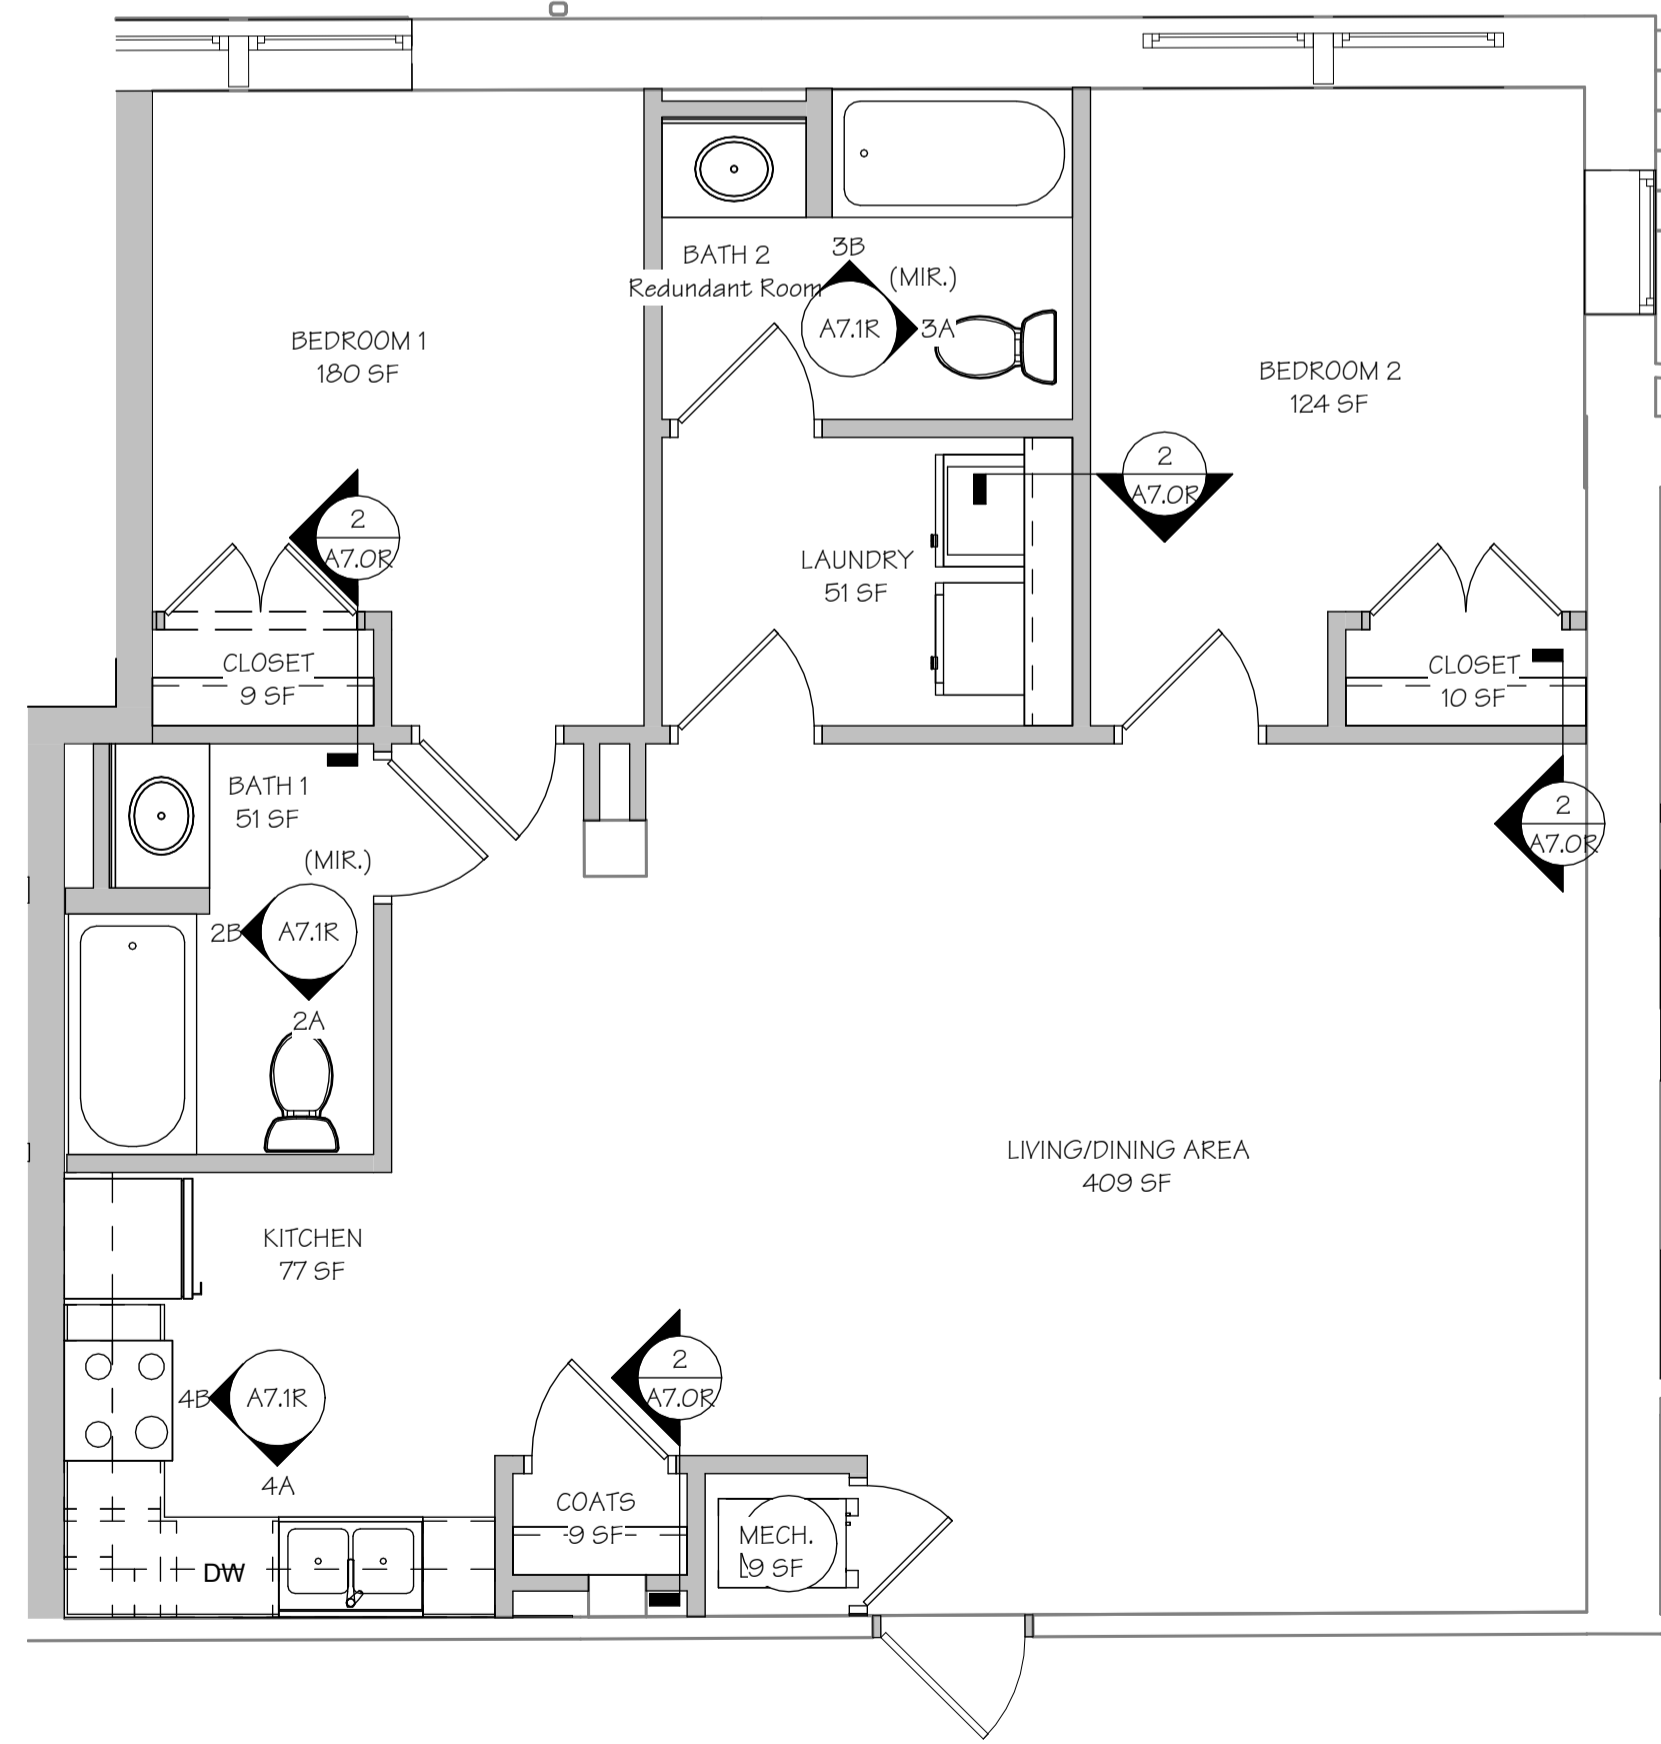 BATH 2
Redundant Room
3B
(MIR.)
A7.1R
3A
BEDROOM 1
180 SF
BEDROOM 2
124 SF
2
A7.0R
2
A7.0R
LAUNDRY
51 SF
CLOSET
9 SF
CLOSET
10 SF
BATH 1
51 SF
(MIR.)
2B
A7.1R
2A
2
A7.0R
LIVING/DINING AREA
409 SF
KITCHEN
77 SF
4B
A7.1R
4A
2
A7.0R
COATS
9 SF
MECH.
9 SF
DW